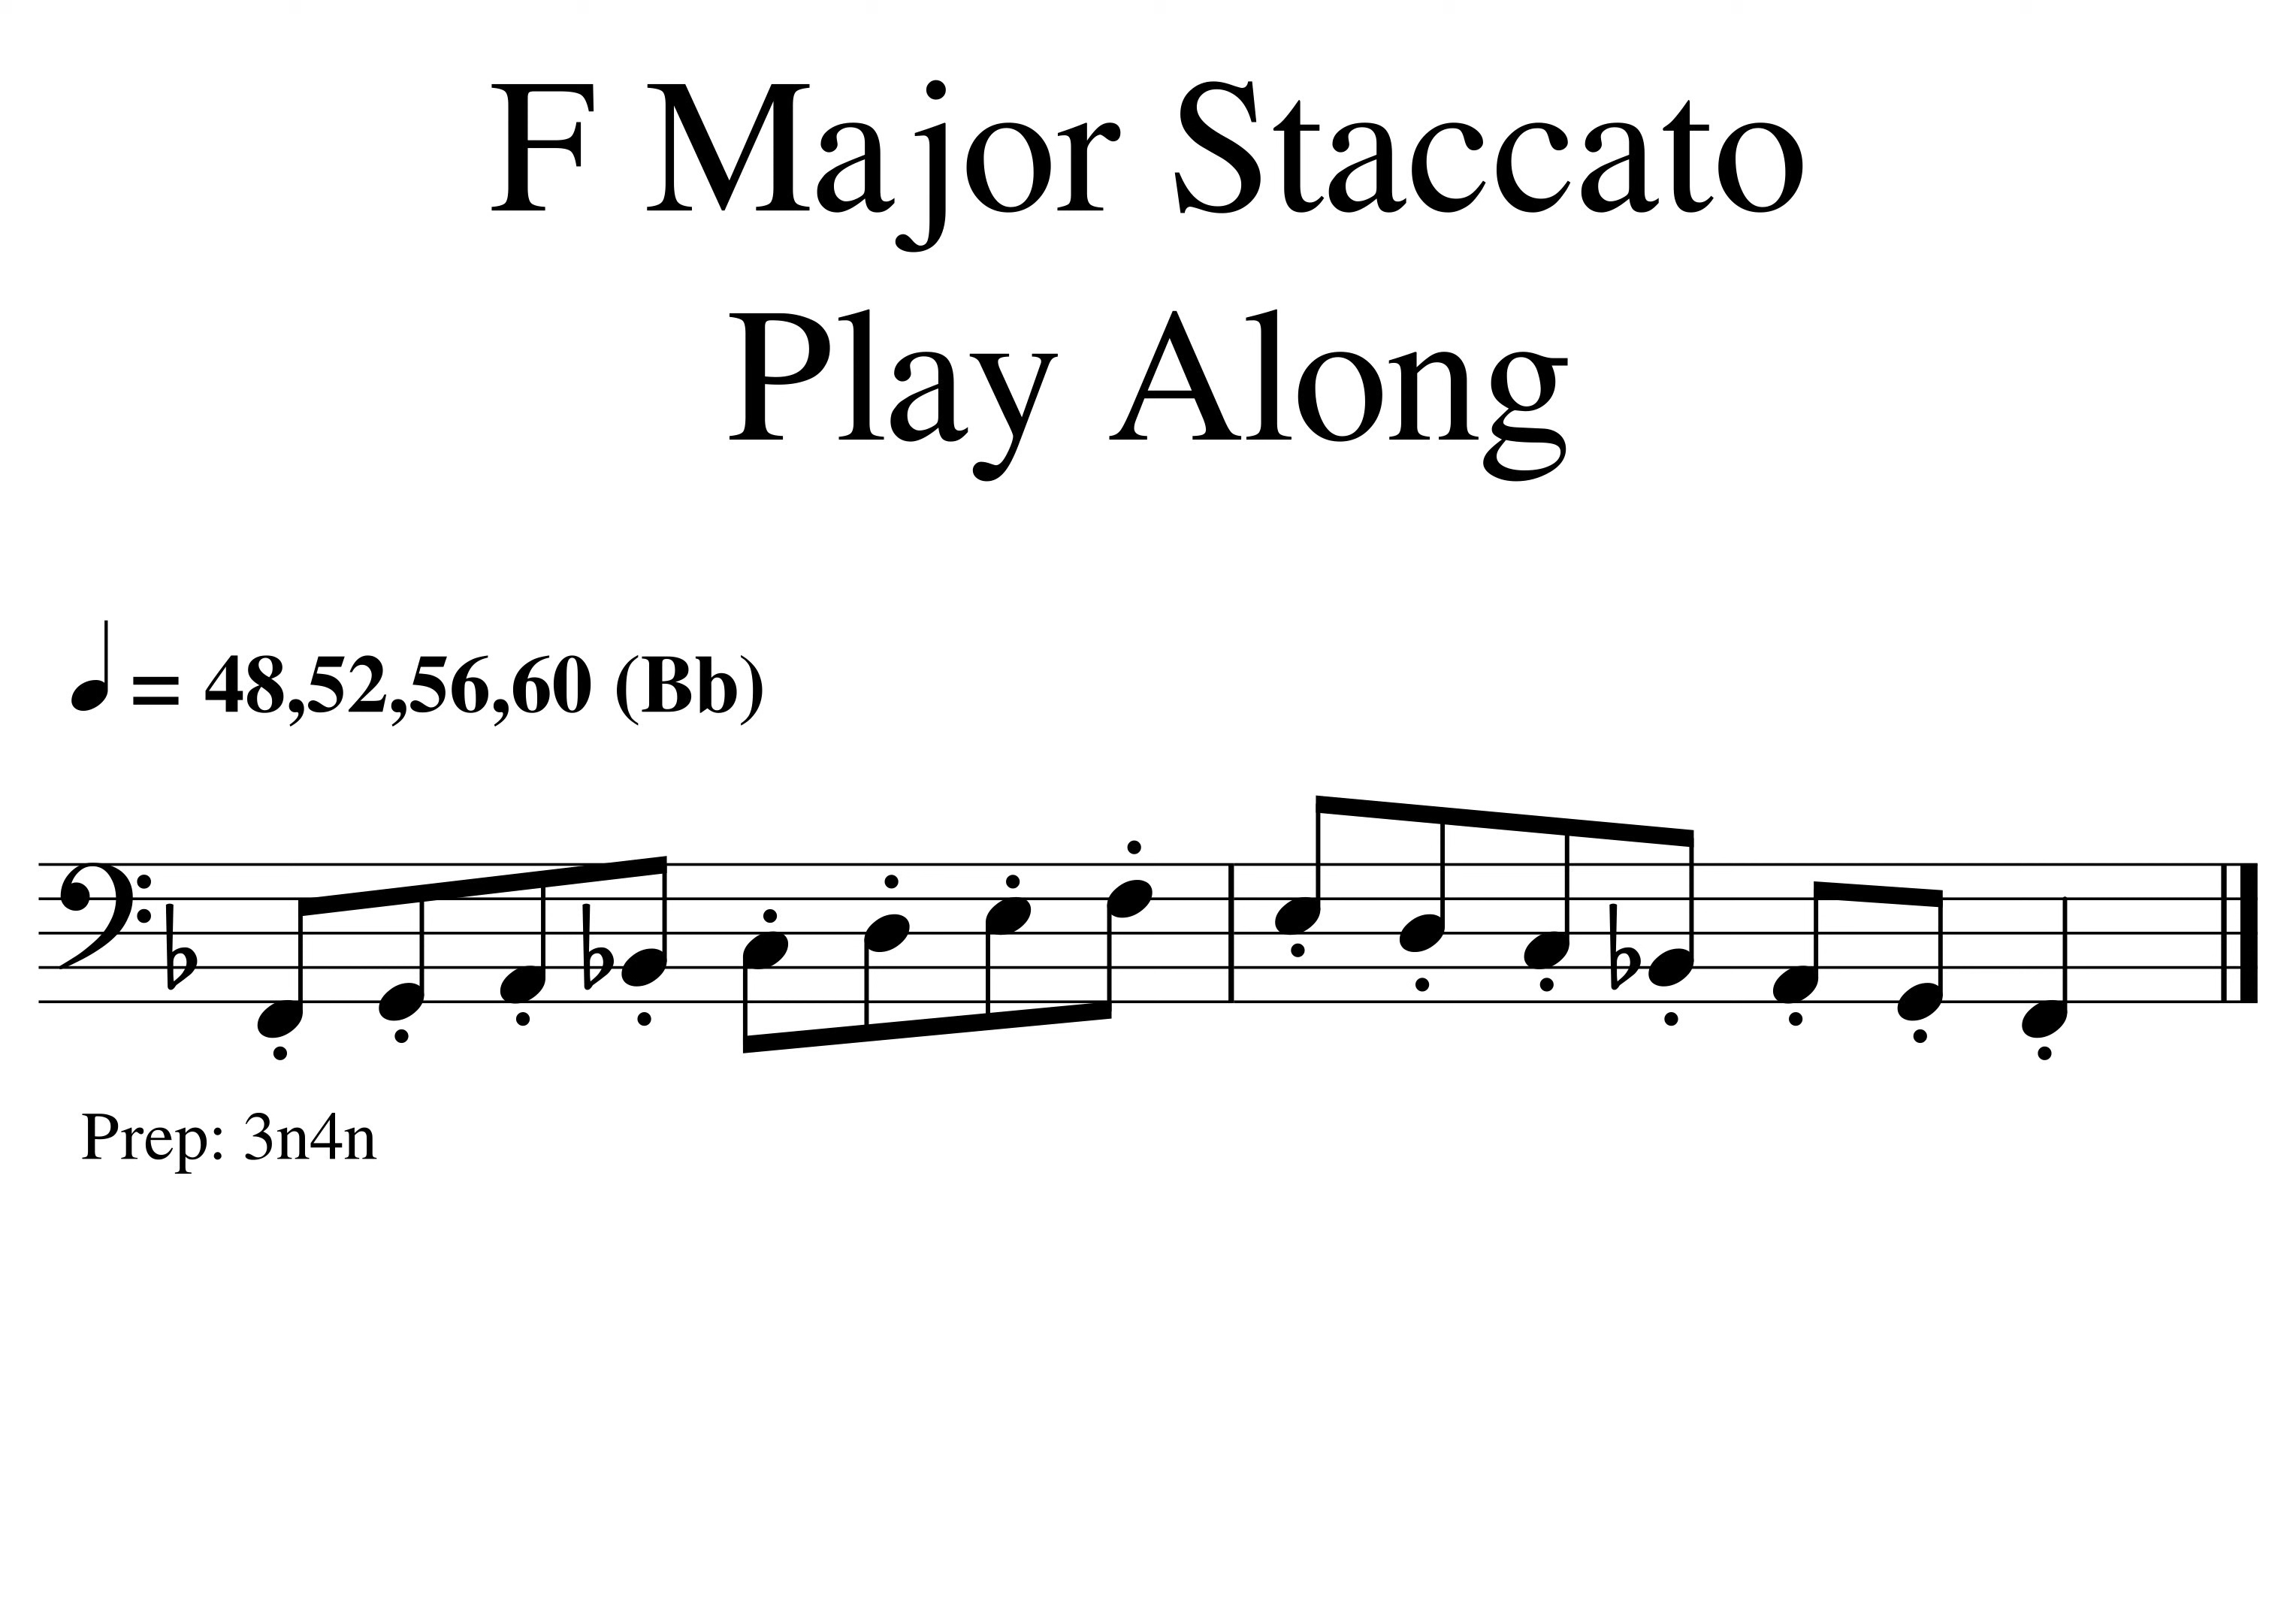 F Major Staccato
Play Along
= 48,52,56,60 (Bb)
Prep: 3n4n